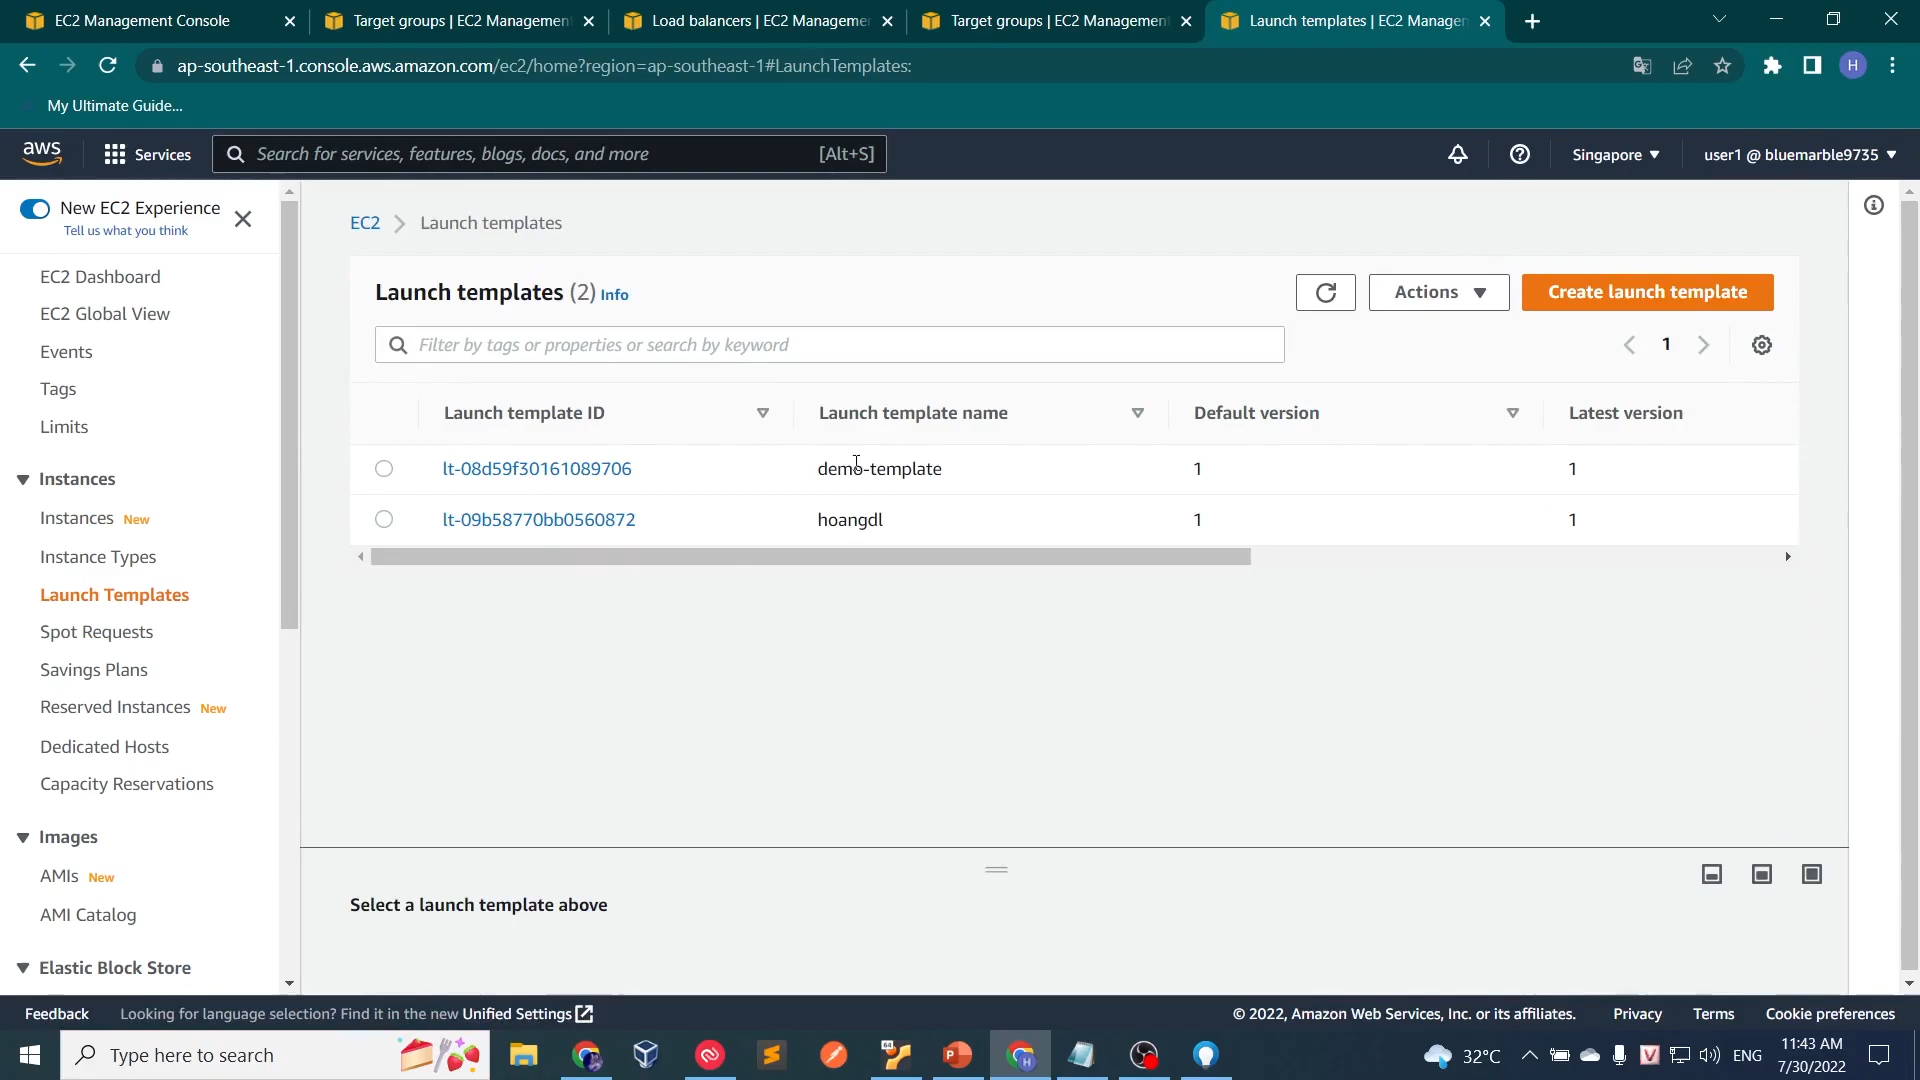 EC2 Management Console
Target groups | EC2 Management
Load balancers | EC2 Manageme
Target groups | EC2 Management
Launch templates | EC2 Manage
ap-southeast-1.console.aws.amazon.com/ec2/home?region=ap-southeast-1#LaunchTemplates:
H
My Ultimate Guide...
aws
Services
Search for services, features, blogs, docs, and more
[Alt+S]
Singapore
user1 @ bluemarble9735
New EC2 Experience
Tell us what you think
EC2 Dashboard
EC2 Global View
Events
Tags
Limits
Instances
Instances New
Instance Types
Launch Templates
Spot Requests
Savings Plans
Reserved Instances New
Dedicated Hosts
Capacity Reservations
Images
AMIs New
AMI Catalog
Elastic Block Store
EC2
Launch templates
Launch templates (2) Info
Actions
Create launch template
Filter by tags or properties or search by keyword
1
Launch template ID
Launch template name
Default version
Latest version
lt-08d59f30161089706
demo-template
1
1
lt-09b58770bb0560872
hoangdl
1
1
Select a launch template above
Feedback
Looking for language selection? Find it in the new Unified Settings
© 2022, Amazon Web Services, Inc. or its affiliates.
Privacy
Terms
Cookie preferences
Type here to search
64
H
32°C
V
ENG
11:43 AM
7/30/2022